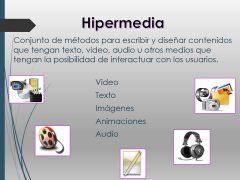 Hipermedia
Conjunto de métodos para escribir y diseñar contenidos
que tengan texto, video, audio u otros medios que
tengan la posibilidad de interactuar con los usuarios.
Video
Texto
Imágenes
Animaciones
Audio